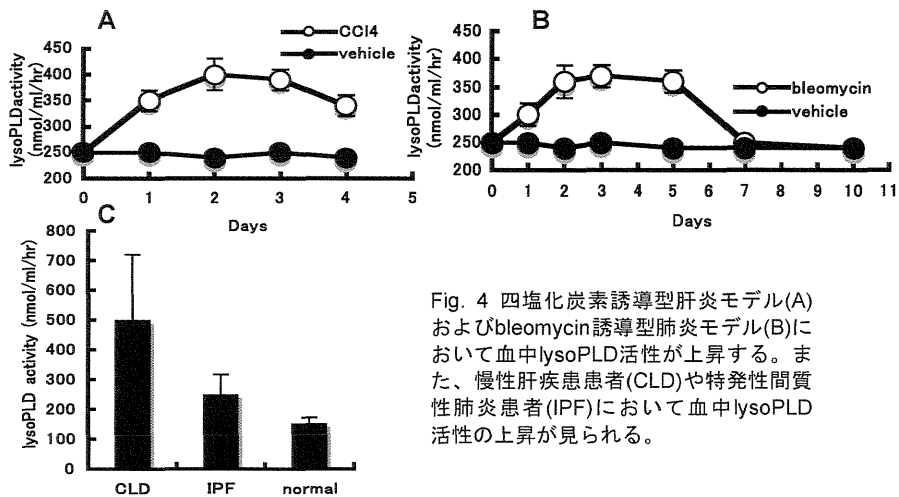 A
CCl4
vehicle
lysoPLDactivity
(nmol/ml/hr)
450
400
350
300
250
200
0 1 2 3 4 5
Days
B
bleomycin
vehicle
lysoPLDactivity
(nmol/ml/hr)
450
400
350
300
250
200
0 1 2 3 4 5 6 7 8 9 10 11
Days
C
lysoPLD activity (nmol/ml/hr)
800
700
600
500
400
300
200
100
0
CLD IPF normal
Fig. 4 四塩化炭素誘導型肝炎モデル(A)
およびbleomycin誘導型肺炎モデル(B)に
おいて血中lysoPLD活性が上昇する。ま
た、慢性肝疾患患者(CLD)や特発性間質
性肺炎患者(IPF)において血中lysoPLD
活性の上昇が見られる。